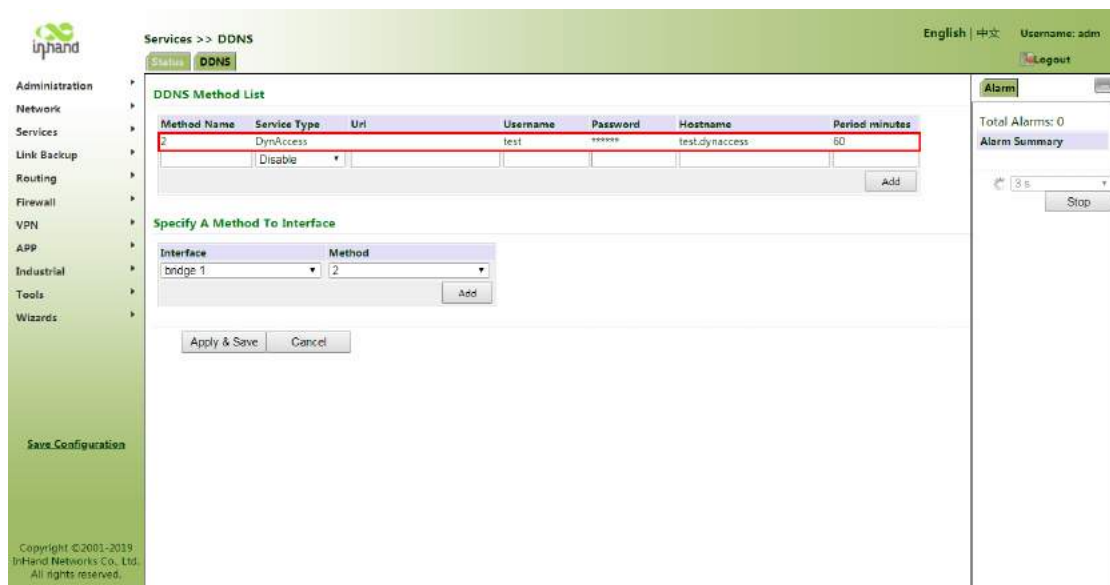 inhand
Services >> DDNS
English | 中文 Username: adm
Status DDNS
Logout
Administration
Network
Services
Link Backup
Routing
Firewall
VPN
APP
Industrial
Tools
Wizards
Save Configuration
Copyright ©2001-2019
InHand Networks Co., Ltd.
All rights reserved.
DDNS Method List
Method Name Service Type Url Username Password Hostname Period minutes
2 DynAccess test ****** test.dynaccess 60
Disable
Add
Specify A Method To Interface
Interface Method
bridge 1 2
Add
Apply & Save Cancel
Alarm
Total Alarms: 0
Alarm Summary
3 s
Stop